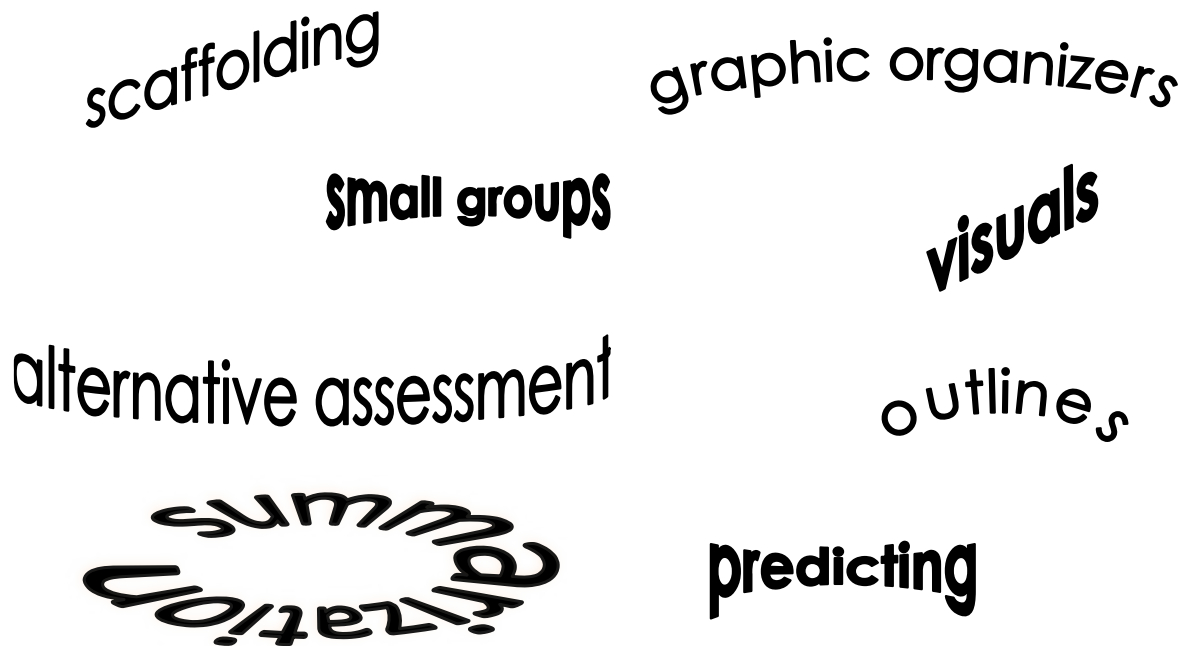 scaffolding
graphic organizers
small groups
visuals
alternative assessment
outlines
summarization
predicting